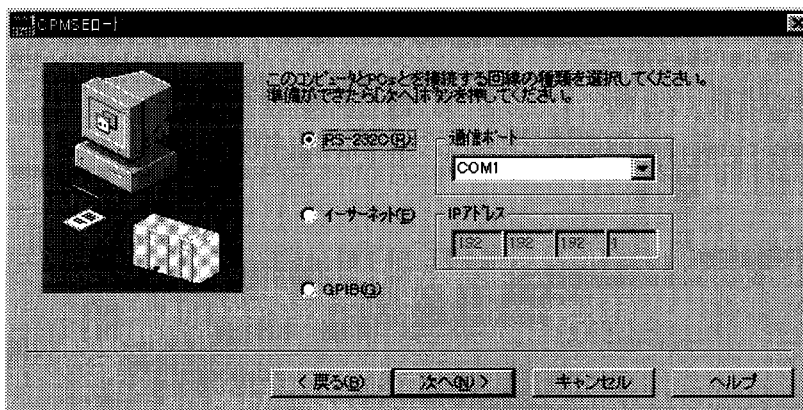 CPMSEロード
このコンピュータとPCsとを接続する回線の種類を選択してください。
準備ができたら「次へ」ボタンを押してください。
RS-232C(R) 通信ポート
COM1
イーサーネット(E) IPアドレス
192 192 192 1
GPIB(G)
< 戻る(B) 次へ(N) > キャンセル ヘルプ